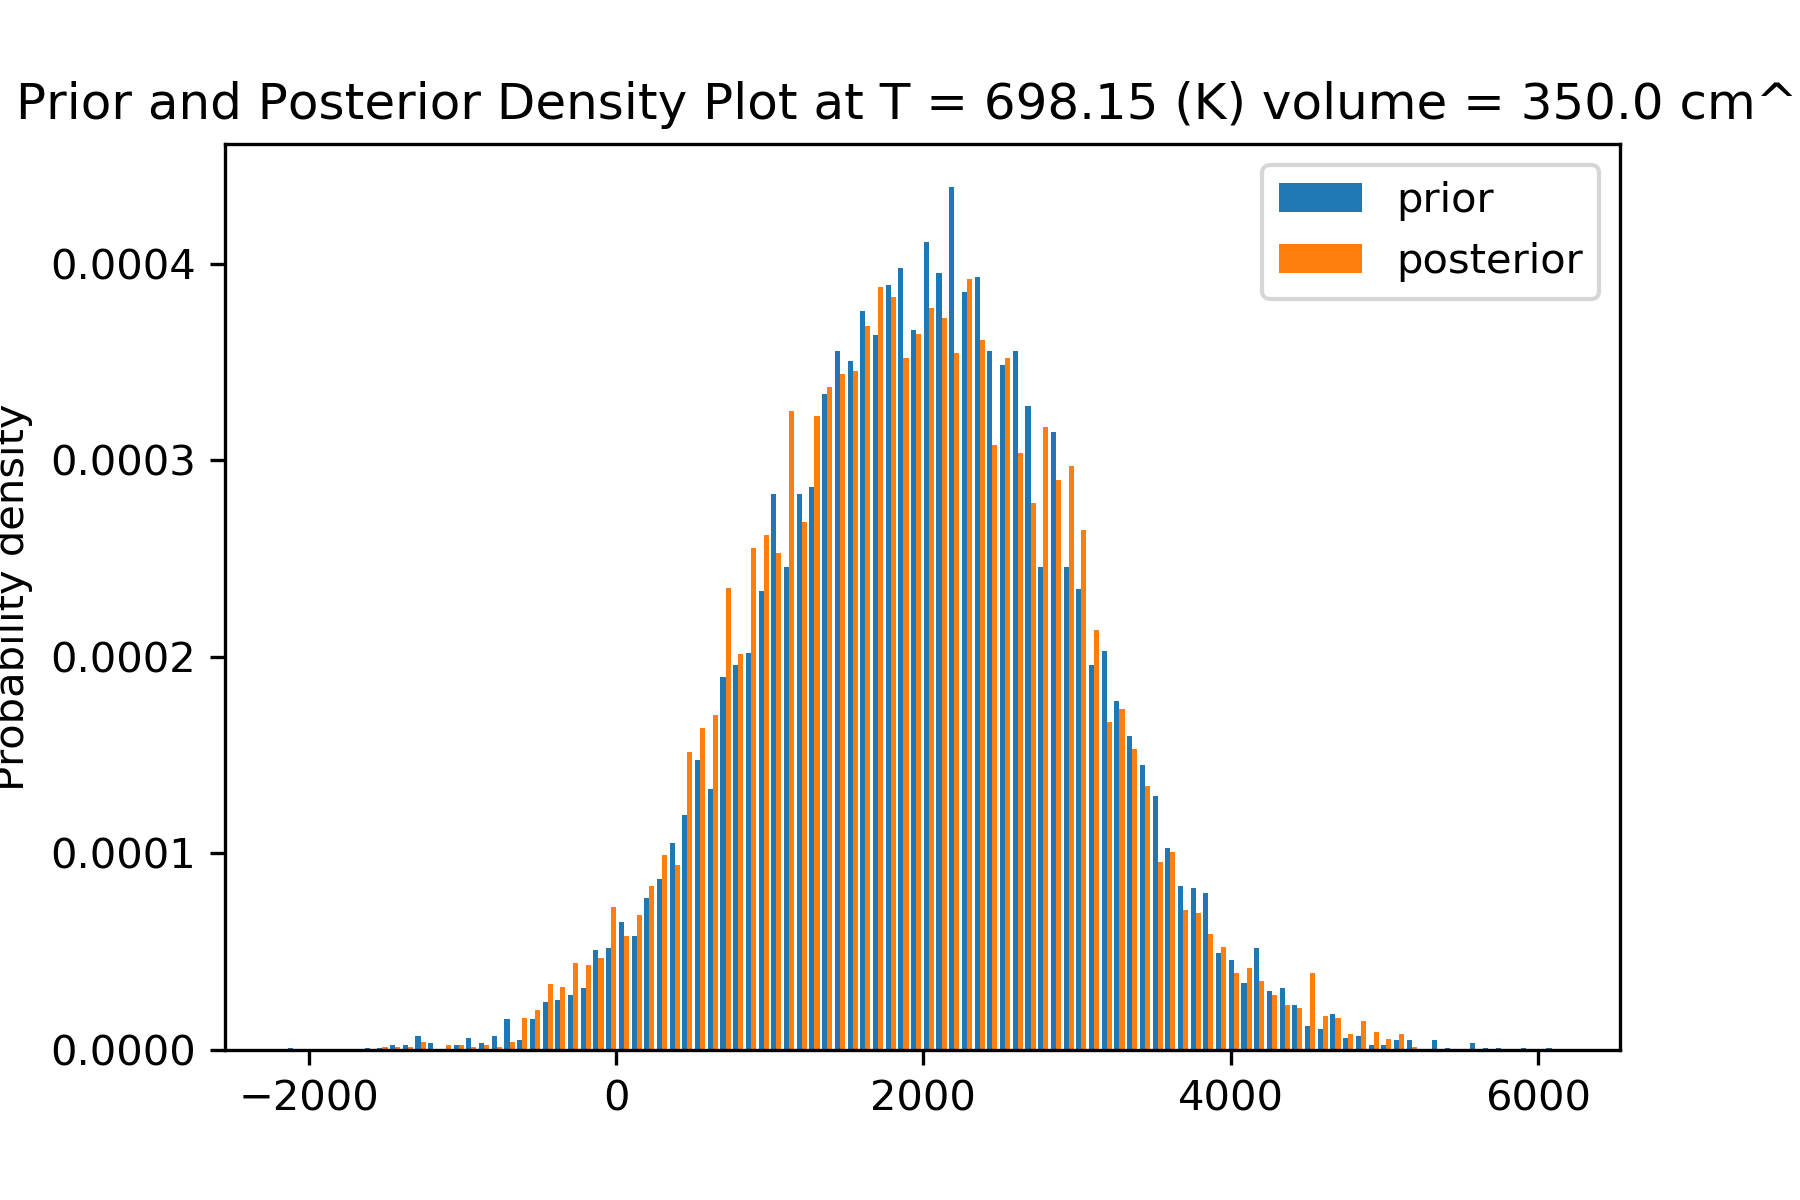 Prior and Posterior Density Plot at T = 698.15 (K) volume = 350.0 cm^
prior
posterior
Probability density
0.0004
0.0003
0.0002
0.0001
0.0000
−2000 0 2000 4000 6000